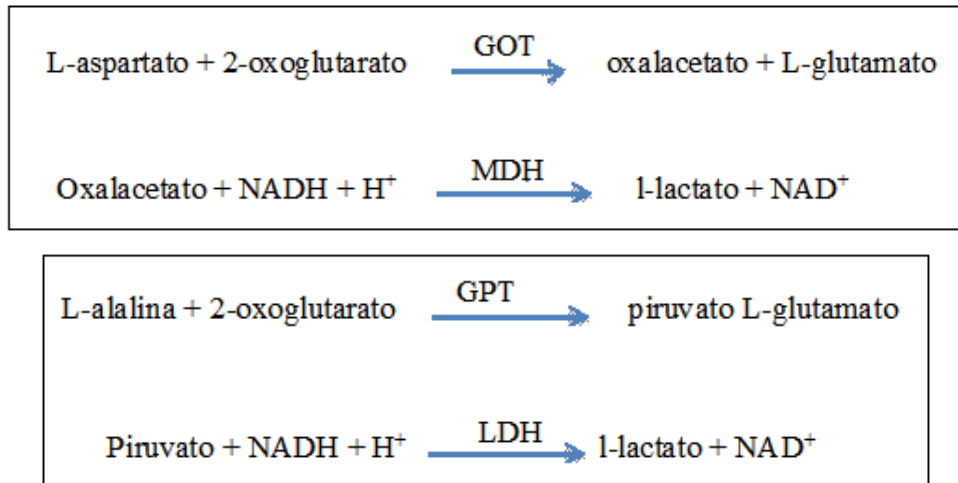 GOT
L-aspartato + 2-oxoglutarato oxalacetato + L-glutamato
MDH
Oxalacetato + NADH + H⁺ l-lactato + NAD⁺
GPT
L-alalina + 2-oxoglutarato piruvato L-glutamato
LDH
Piruvato + NADH + H⁺ l-lactato + NAD⁺